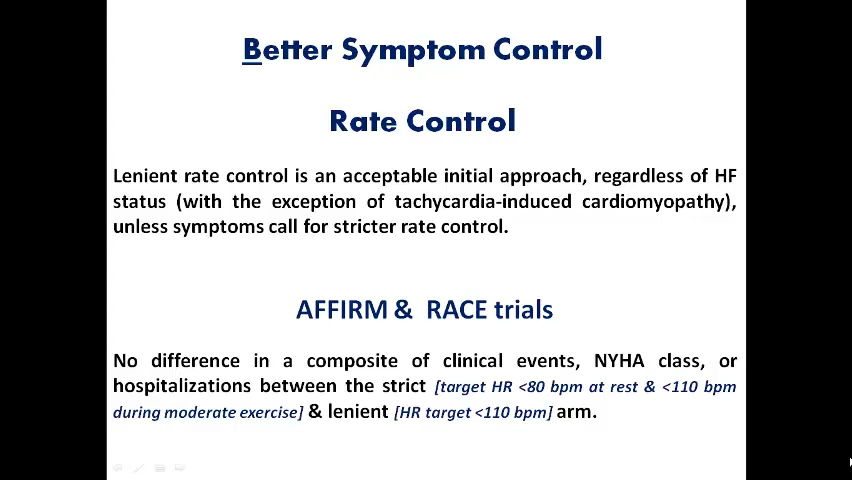 Better Symptom Control
Rate Control
Lenient rate control is an acceptable initial approach, regardless of HF
status (with the exception of tachycardia-induced cardiomyopathy),
unless symptoms call for stricter rate control.
AFFIRM & RACE trials
No difference in a composite of clinical events, NYHA class, or
hospitalizations between the strict [target HR <80 bpm at rest & <110 bpm
during moderate exercise] & lenient [HR target <110 bpm] arm.